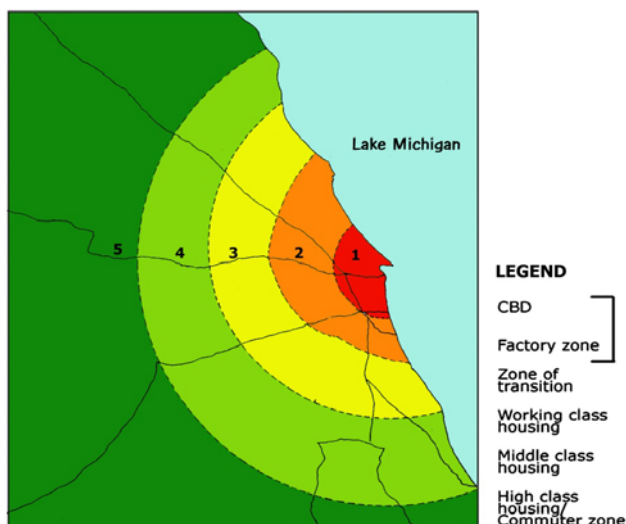 Lake Michigan
5 4 3 2 1
LEGEND
CBD
Factory zone
Zone of
transition
Working class
housing
Middle class
housing
High class
housing/
Commuter zone